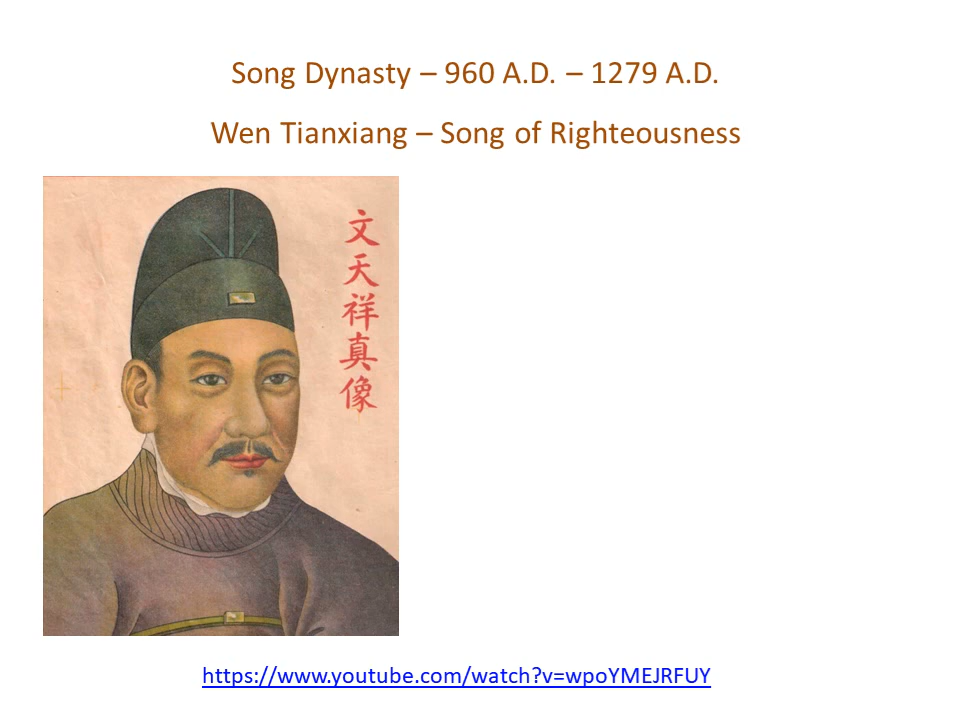 Song Dynasty – 960 A.D. – 1279 A.D.
Wen Tianxiang – Song of Righteousness
文天祥真像
https://www.youtube.com/watch?v=wpoYMEJRFUY